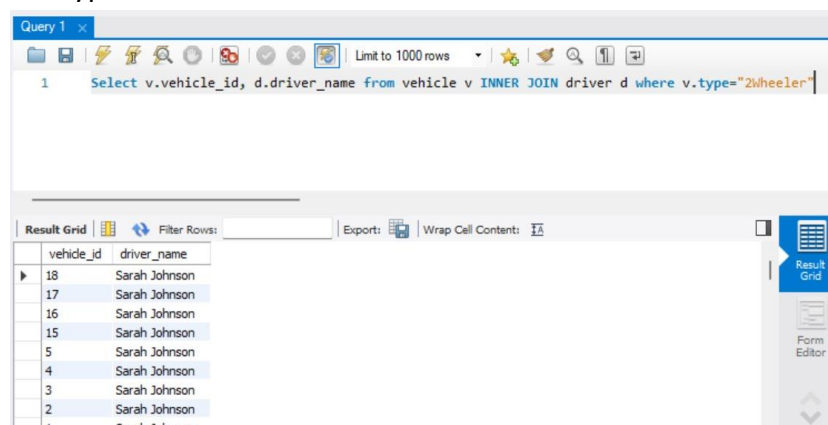 Query 1
Limit to 1000 rows
1 Select v.vehicle_id, d.driver_name from vehicle v INNER JOIN driver d where v.type="2Wheeler"
Result Grid Filter Rows: Export: Wrap Cell Content:
vehicle_id driver_name
18 Sarah Johnson
17 Sarah Johnson
16 Sarah Johnson
15 Sarah Johnson
5 Sarah Johnson
4 Sarah Johnson
3 Sarah Johnson
2 Sarah Johnson
Result
Grid
Form
Editor